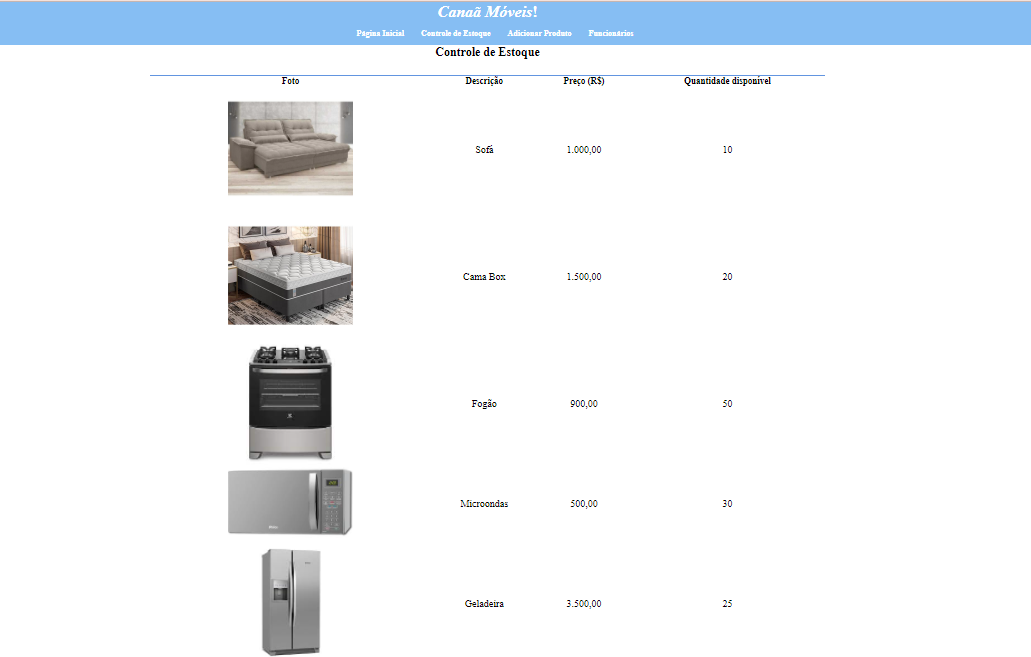 Canaã Móveis!
Página Inicial Controle de Estoque Adicionar Produto Funcionários
Controle de Estoque
Foto Descrição Preço (R$) Quantidade disponível
Sofá 1.000,00 10
Cama Box 1.500,00 20
Fogão 900,00 50
Microondas 500,00 30
Geladeira 3.500,00 25